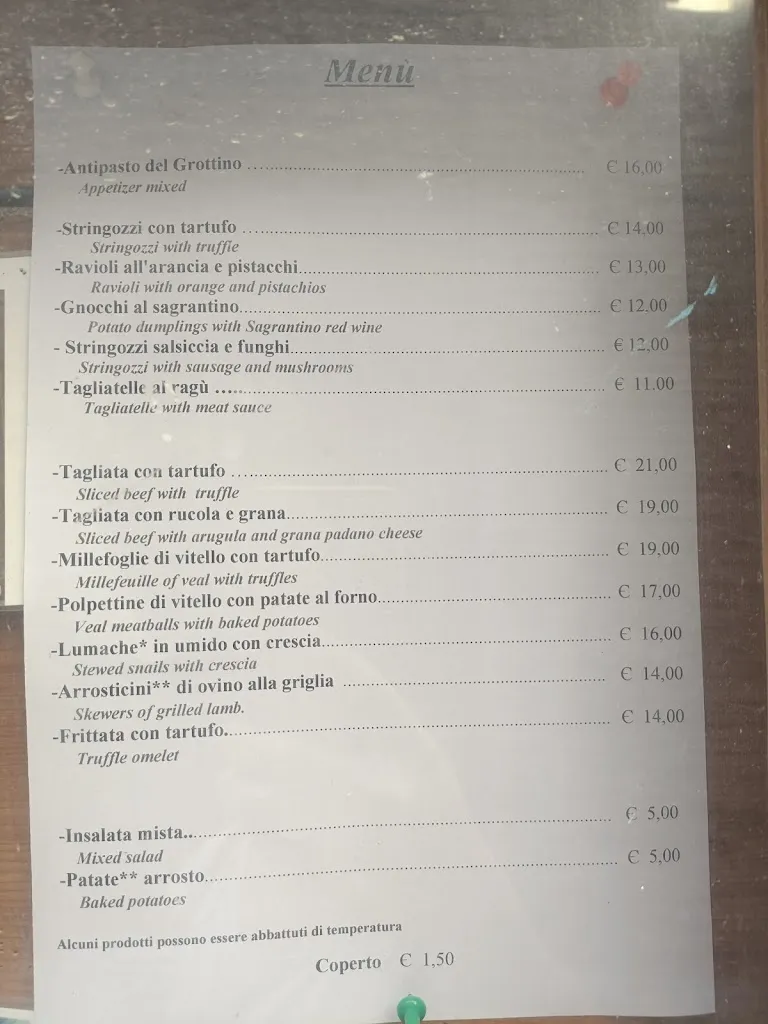 Menù
-Antipasto del Grottino ........................................................................ € 16,00
Appetizer mixed
-Stringozzi con tartufo ........................................................................ € 14,00
Stringozzi with truffle
-Ravioli all'arancia e pistacchi............................................................ € 13,00
Ravioli with orange and pistachios
-Gnocchi al sagrantino........................................................................ € 12.00
Potato dumplings with Sagrantino red wine
- Stringozzi salsiccia e funghi.............................................................. € 12,00
Stringozzi with sausage and mushrooms
-Tagliatelle al ragù ............................................................................. € 11.00
Tagliatelle with meat sauce
-Tagliata con tartufo ........................................................................... € 21,00
Sliced beef with truffle
-Tagliata con rucola e grana................................................................ € 19,00
Sliced beef with arugula and grana padano cheese
-Millefoglie di vitello con tartufo......................................................... € 19,00
Millefeuille of veal with truffles
-Polpettine di vitello con patate al forno.............................................. € 17,00
Veal meatballs with baked potatoes
-Lumache* in umido con crescia.......................................................... € 16,00
Stewed snails with crescia
-Arrosticini** di ovino alla griglia ....................................................... € 14,00
Skewers of grilled lamb.
-Frittata con tartufo............................................................................. € 14,00
Truffle omelet
-Insalata mista..................................................................................... € 5,00
Mixed salad
-Patate** arrosto.................................................................................. € 5,00
Baked potatoes
Alcuni prodotti possono essere abbattuti di temperatura
Coperto € 1,50